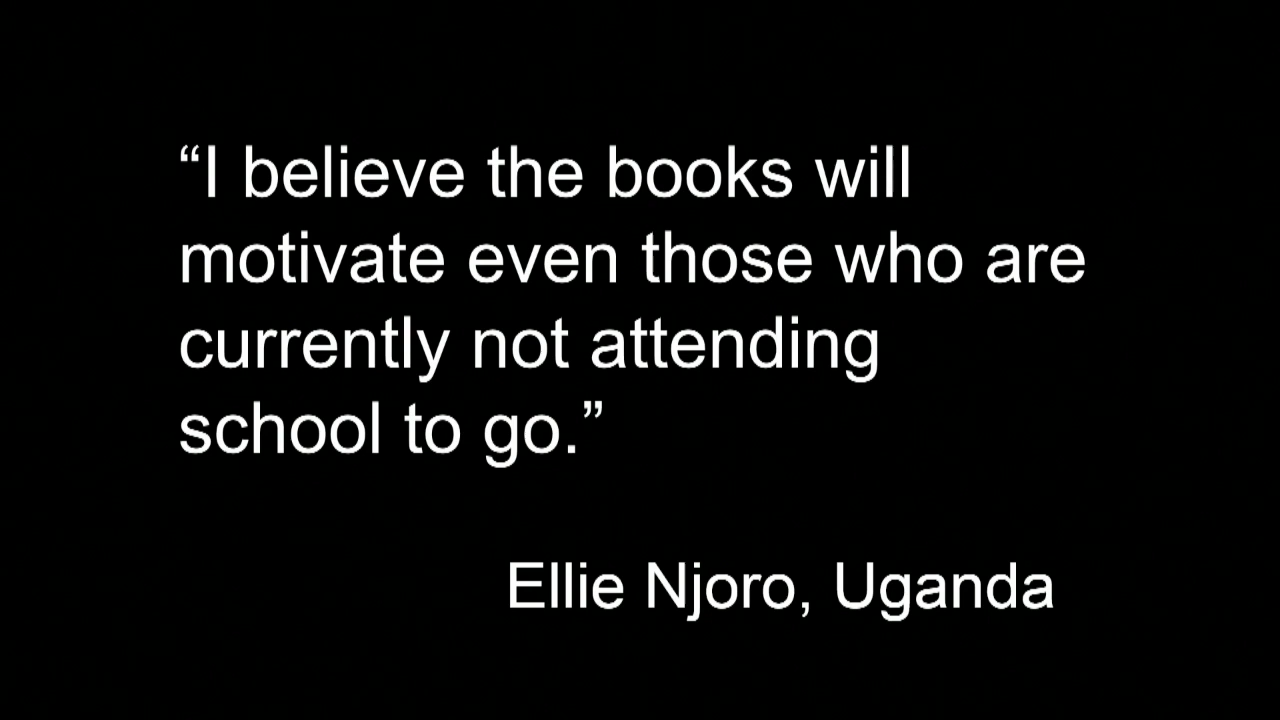 “I believe the books will
motivate even those who are
currently not attending
school to go.”
Ellie Njoro, Uganda